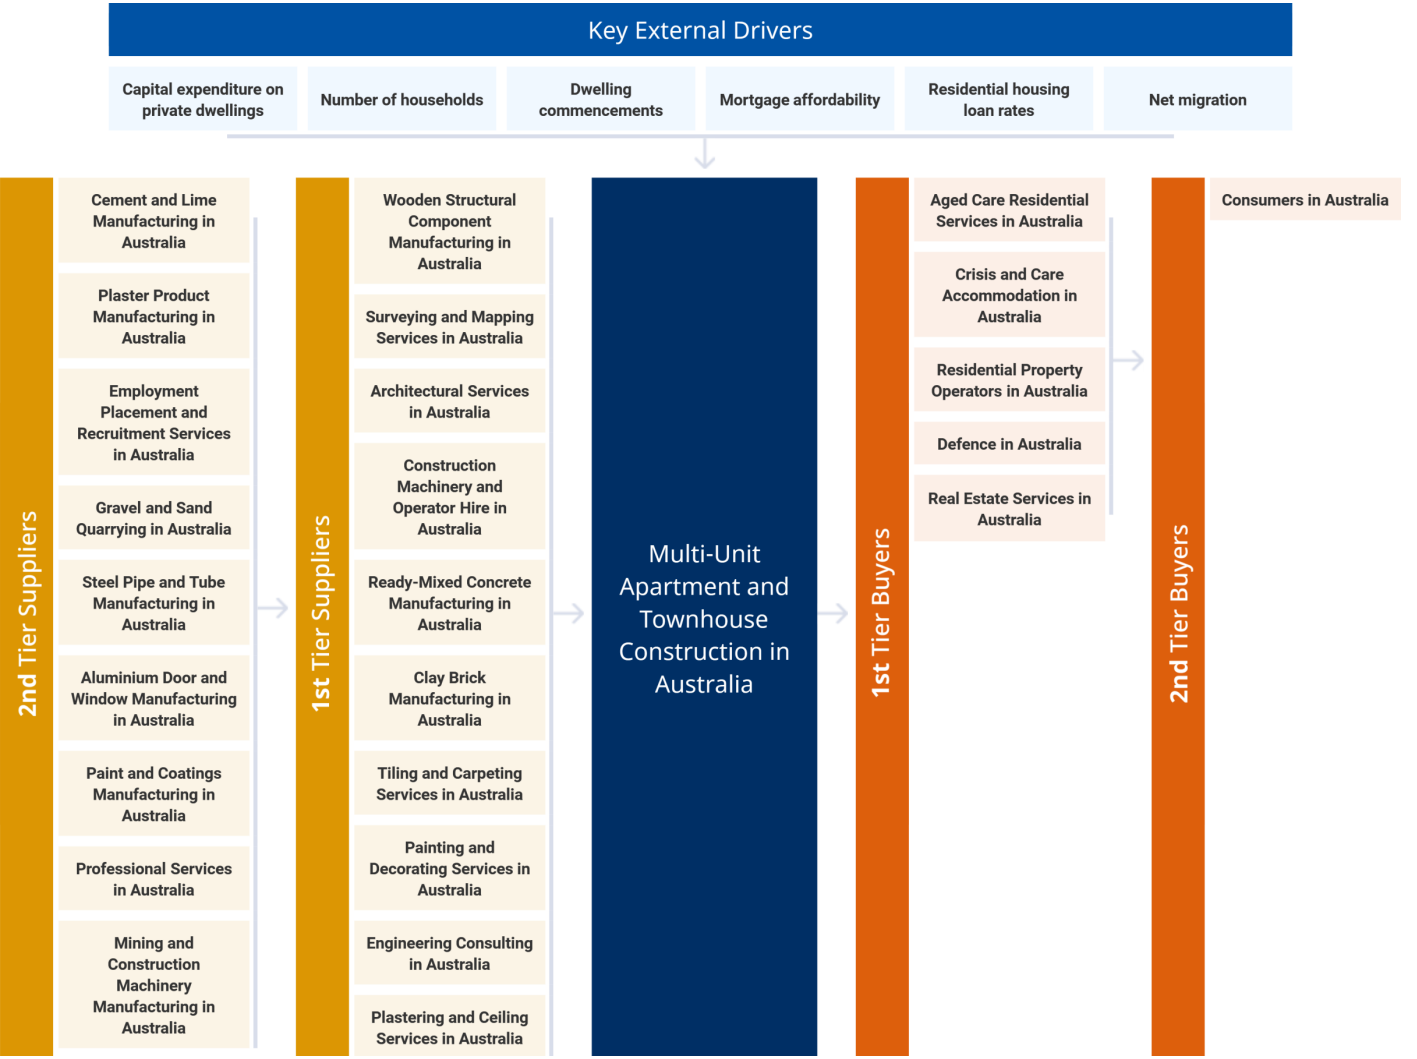 Key External Drivers
Capital expenditure on
private dwellings
Number of households
Dwelling
commencements
Mortgage affordability
Residential housing
loan rates
Net migration
2nd Tier Suppliers
Cement and Lime
Manufacturing in
Australia
Plaster Product
Manufacturing in
Australia
Employment
Placement and
Recruitment Services
in Australia
Gravel and Sand
Quarrying in Australia
Steel Pipe and Tube
Manufacturing in
Australia
Aluminium Door and
Window Manufacturing
in Australia
Paint and Coatings
Manufacturing in
Australia
Professional Services
in Australia
Mining and
Construction
Machinery
Manufacturing in
Australia
1st Tier Suppliers
Wooden Structural
Component
Manufacturing in
Australia
Surveying and Mapping
Services in Australia
Architectural Services
in Australia
Construction
Machinery and
Operator Hire in
Australia
Ready-Mixed Concrete
Manufacturing in
Australia
Clay Brick
Manufacturing in
Australia
Tiling and Carpeting
Services in Australia
Painting and
Decorating Services in
Australia
Engineering Consulting
in Australia
Plastering and Ceiling
Services in Australia
Multi-Unit
Apartment and
Townhouse
Construction in
Australia
1st Tier Buyers
Aged Care Residential
Services in Australia
Crisis and Care
Accommodation in
Australia
Residential Property
Operators in Australia
Defence in Australia
Real Estate Services in
Australia
2nd Tier Buyers
Consumers in Australia